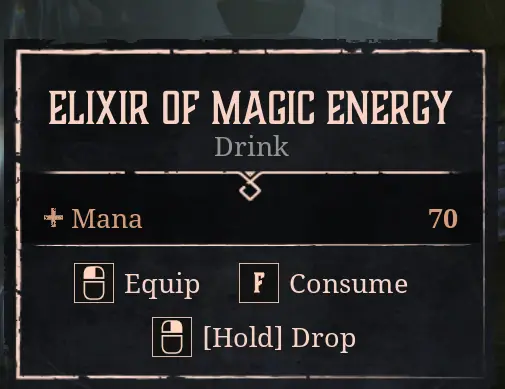 ELIXIR OF MAGIC ENERGY
Drink
Mana 70
Equip F Consume
[Hold] Drop